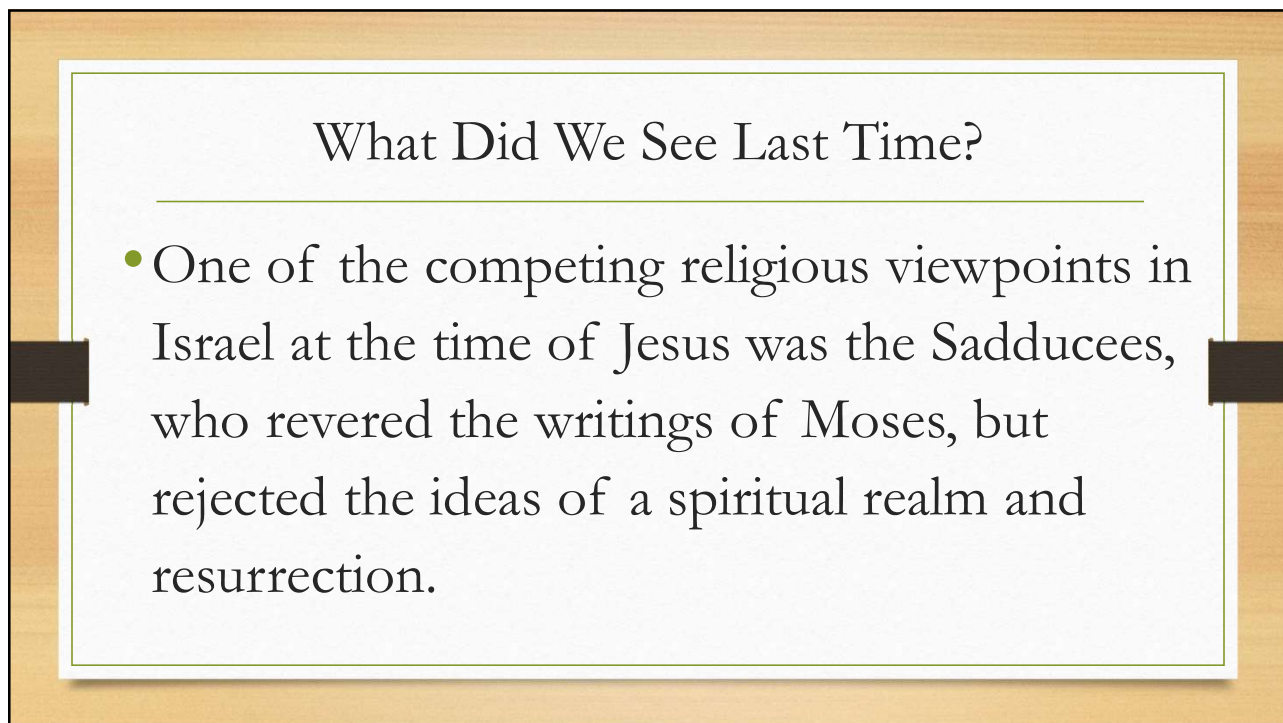 What Did We See Last Time?
• One of the competing religious viewpoints in
Israel at the time of Jesus was the Sadducees,
who revered the writings of Moses, but
rejected the ideas of a spiritual realm and
resurrection.